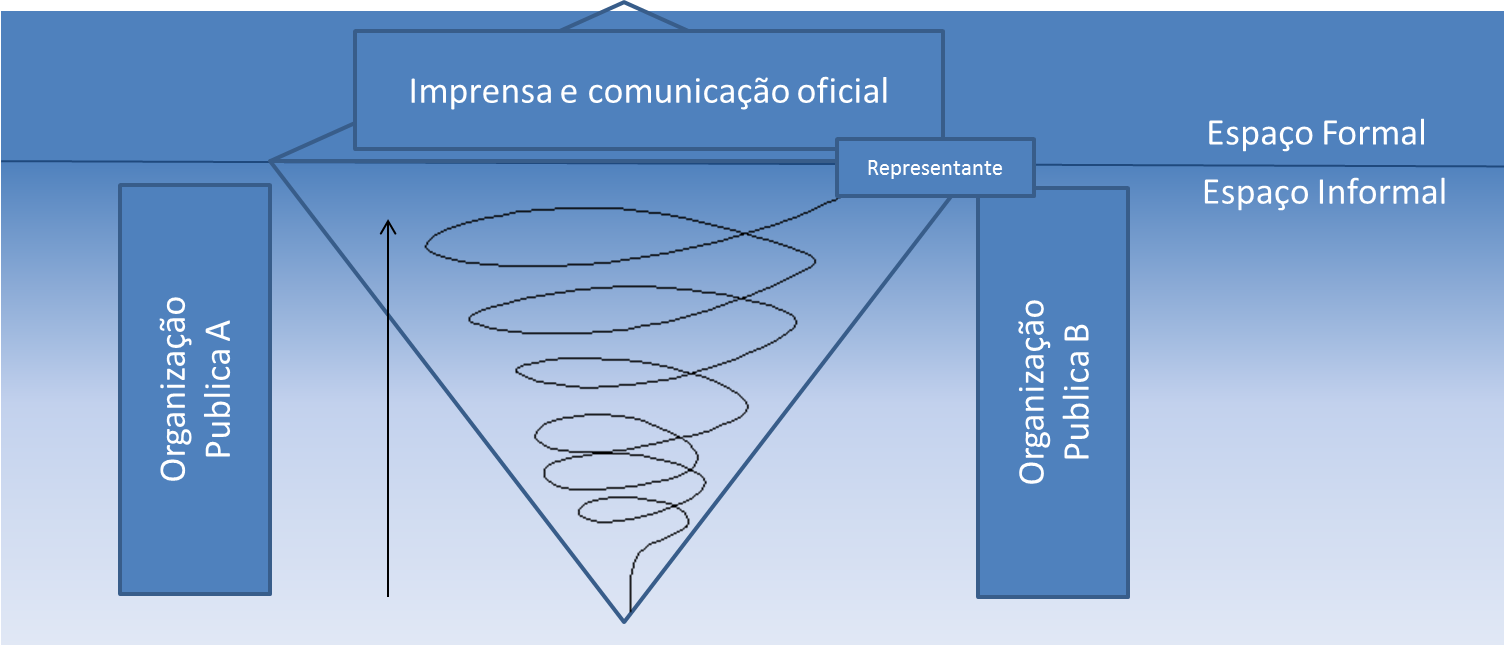 Imprensa e comunicação oficial
Espaço Formal
Representante
Espaço Informal
Organização
Publica A
Organização
Publica B